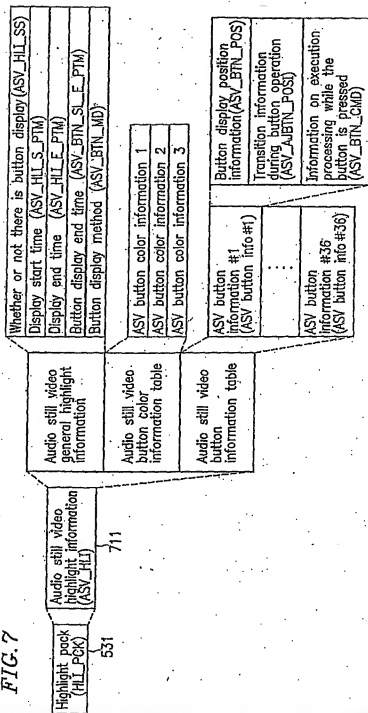 FIG. 7
Highlight pack
(HLI_PCK)
531
Audio still video
highlight information
(ASV_HLI)
711
Audio still video
general highlight
information
Audio still video
button color
information table
Audio still video
button
information table
Whether or not there is button display (ASV_HLI_SS)
Display start time (ASV_HLI_S_PTM)
Display end time (ASV_HLI_E_PTM)
Button display end time (ASV_BTN_SL_E_PTM)
Button display method (ASV_BTN_MD)
ASV button color information 1
ASV button color information 2
ASV button color information 3
ASV button
information #1
(ASV button info #1)
ASV button
information #36
(ASV button info #36)
Button display position
information (ASV_BTN_POS)
Transition information
during button operation
(ASV_AJBTN_POSI)
Information on execution
processing while the
button is pressed
(ASV_BTN_CMD)